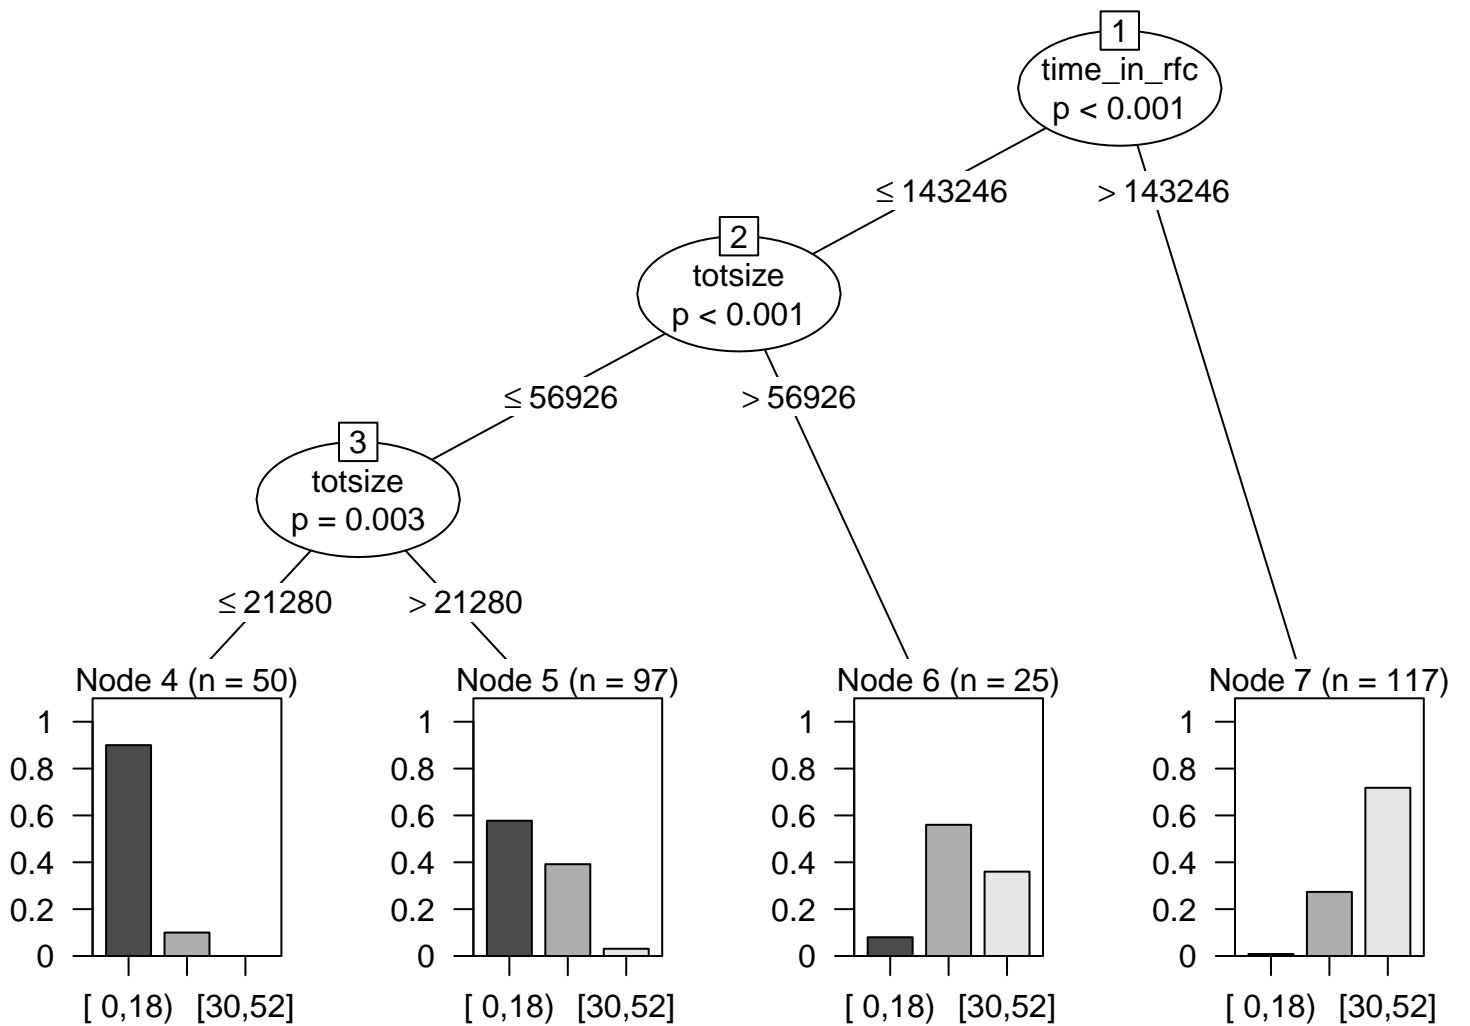 1
time_in_rfc
p < 0.001
≤ 143246
> 143246
2
totsize
p < 0.001
≤ 56926
> 56926
3
totsize
p = 0.003
≤ 21280
> 21280
Node 4 (n = 50)
1
0.8
0.6
0.4
0.2
0
[ 0,18) [30,52]
Node 5 (n = 97)
1
0.8
0.6
0.4
0.2
0
[ 0,18) [30,52]
Node 6 (n = 25)
1
0.8
0.6
0.4
0.2
0
[ 0,18) [30,52]
Node 7 (n = 117)
1
0.8
0.6
0.4
0.2
0
[ 0,18) [30,52]